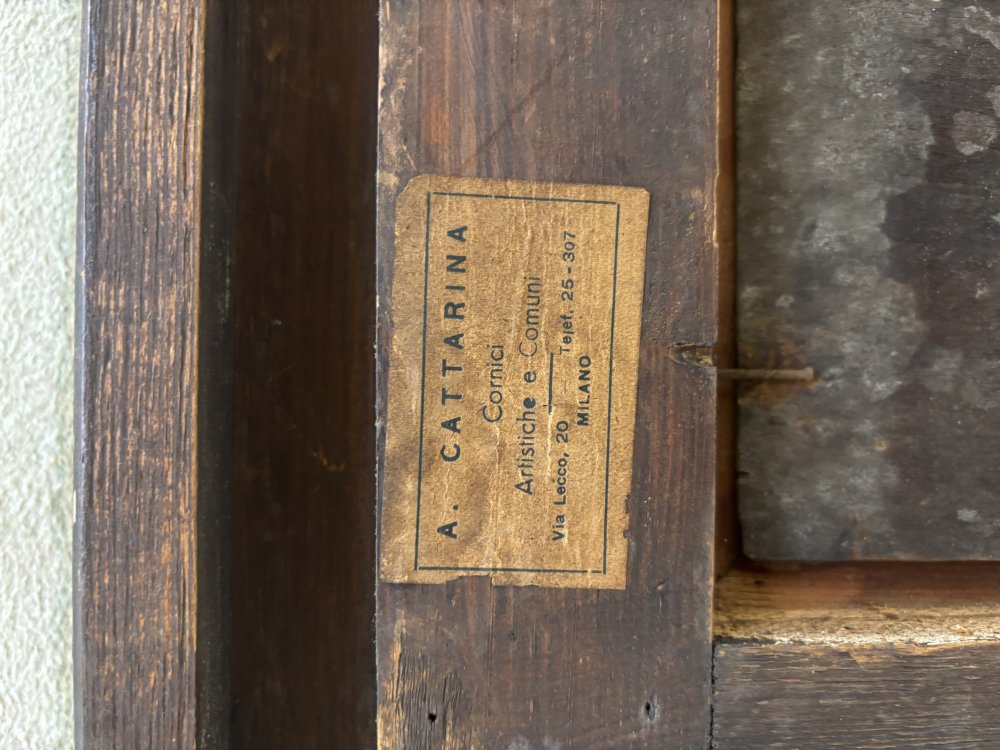 A. CATTARINA
Cornici
Artistiche e Comuni
Via Lecco, 20 Telef. 25-307
MILANO